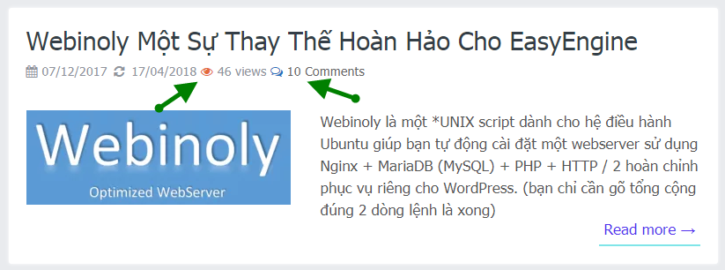 Webinoly Một Sự Thay Thế Hoàn Hảo Cho EasyEngine
07/12/2017 17/04/2018 46 views 10 Comments
Webinoly
Optimized WebServer
Webinoly là một *UNIX script dành cho hệ điều hành
Ubuntu giúp bạn tự động cài đặt một webserver sử dụng
Nginx + MariaDB (MySQL) + PHP + HTTP / 2 hoàn chỉnh
phục vụ riêng cho WordPress. (bạn chỉ cần gõ tổng cộng
đúng 2 dòng lệnh là xong)
Read more →